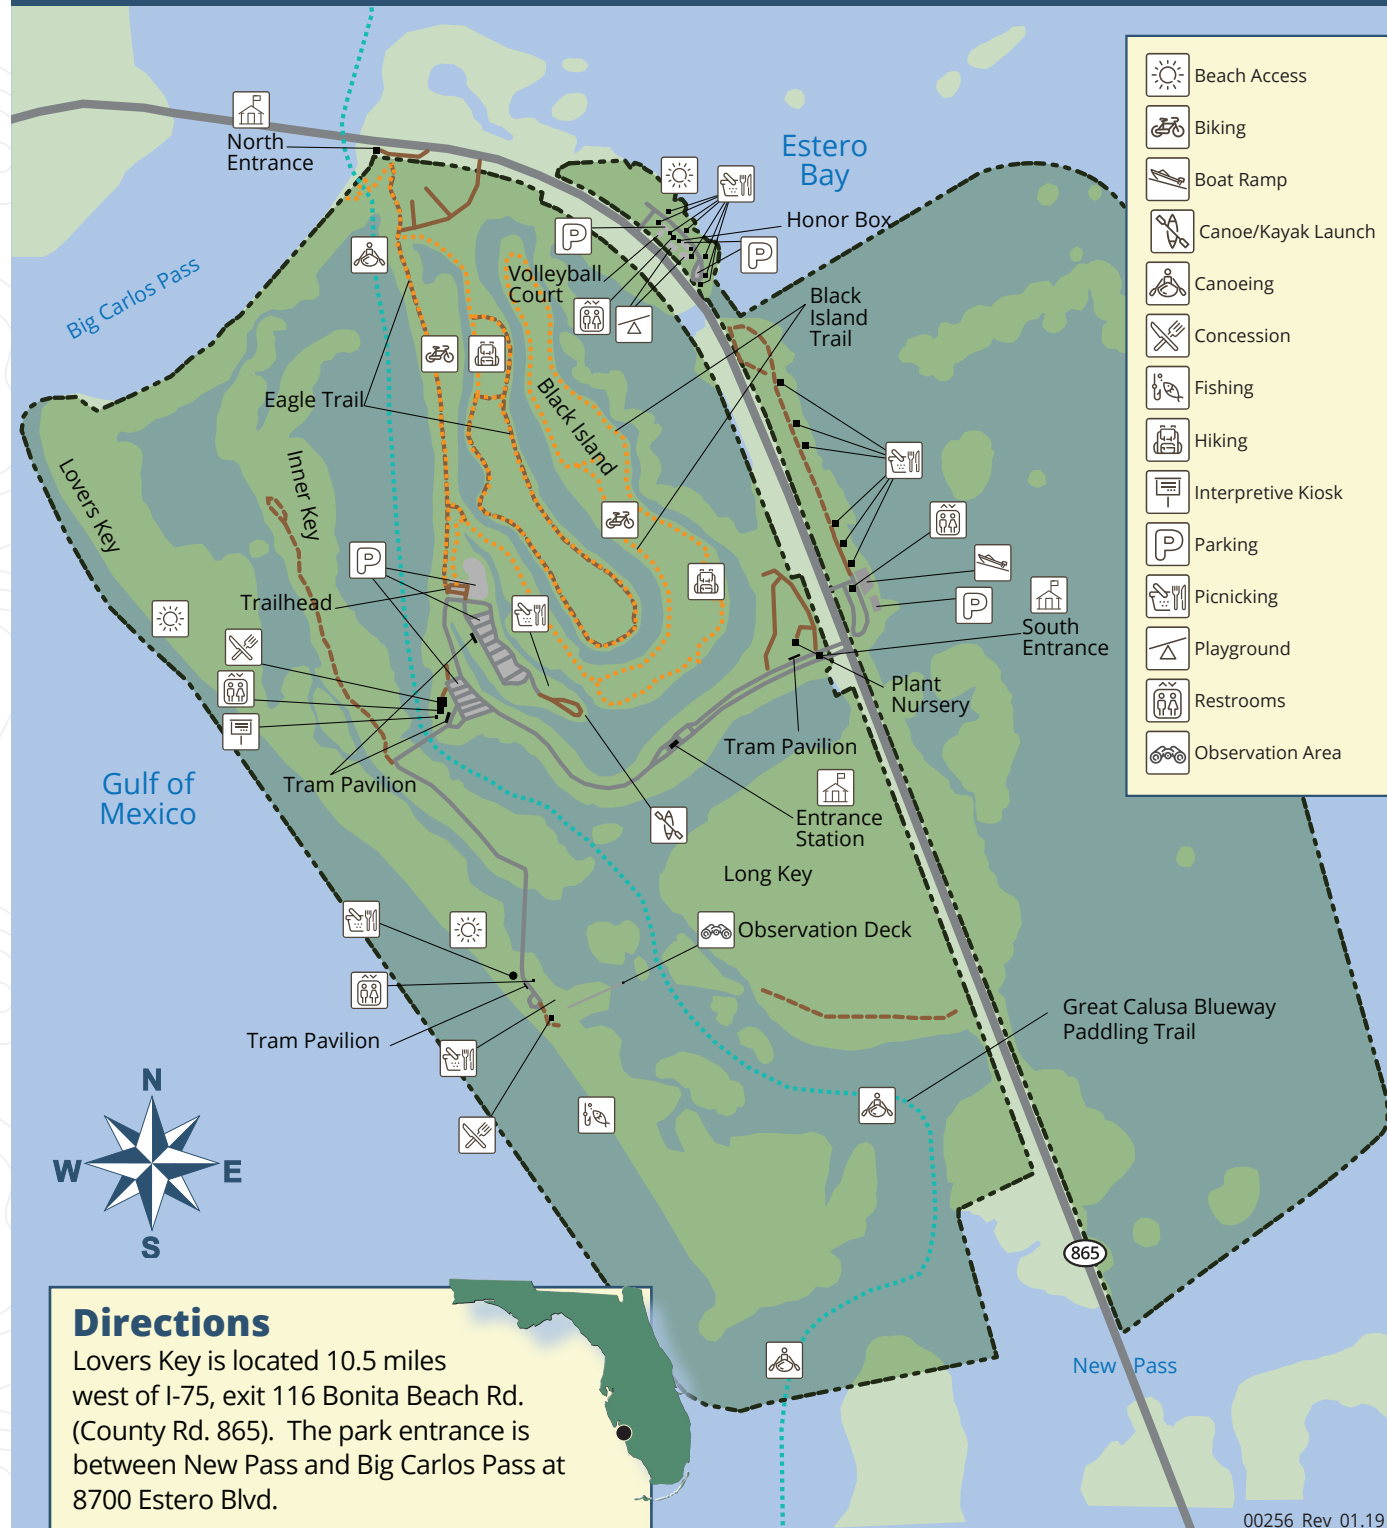 North
Entrance
Estero
Bay
Honor Box
P
P
Volleyball
Court
Black
Island
Trail
Big Carlos Pass
Eagle Trail
Black Island
Lovers Key
Inner Key
P
Trailhead
P
South
Entrance
Plant
Nursery
Tram Pavilion
Tram Pavilion
Gulf of
Mexico
Entrance
Station
Long Key
Observation Deck
Great Calusa Blueway
Paddling Trail
Tram Pavilion
N
W
E
S
865
New Pass
Beach Access
Biking
Boat Ramp
Canoe/Kayak Launch
Canoeing
Concession
Fishing
Hiking
Interpretive Kiosk
P Parking
Picnicking
Playground
Restrooms
Observation Area
Directions
Lovers Key is located 10.5 miles
west of I-75, exit 116 Bonita Beach Rd.
(County Rd. 865). The park entrance is
between New Pass and Big Carlos Pass at
8700 Estero Blvd.
00256 Rev 01.19